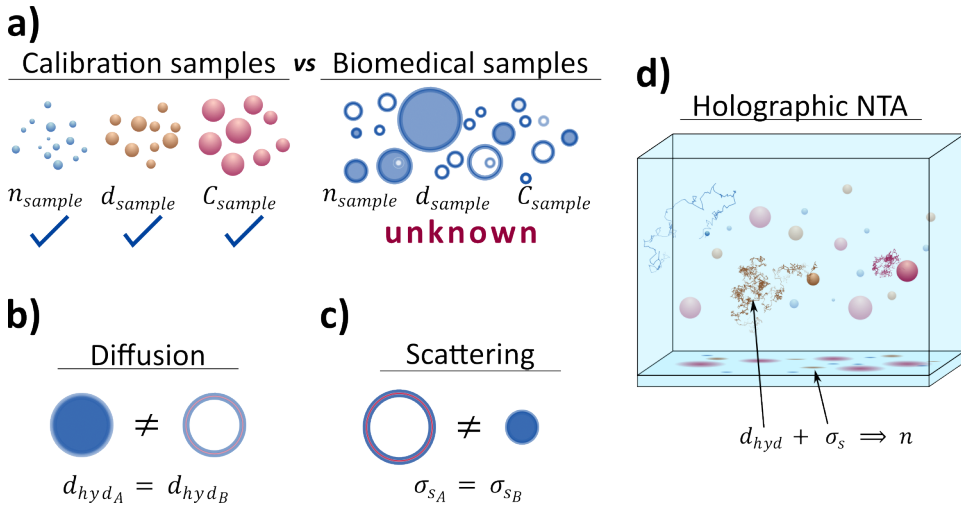 a)
Calibration samples vs Biomedical samples
n_sample d_sample C_sample
n_sample d_sample C_sample
unknown
b)
Diffusion
≠
d_hyd_A = d_hyd_B
c)
Scattering
≠
σ_s_A = σ_s_B
d)
Holographic NTA
d_hyd + σ_s ⟹ n